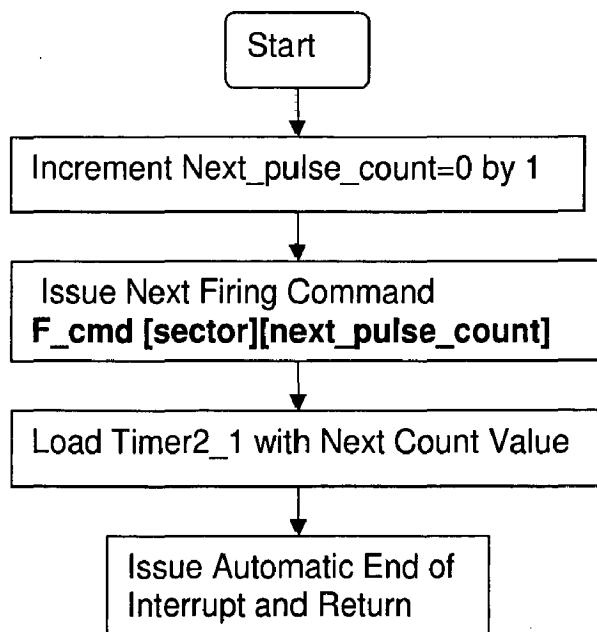 Start
Increment Next_pulse_count=0 by 1
Issue Next Firing Command
F_cmd [sector][next_pulse_count]
Load Timer2_1 with Next Count Value
Issue Automatic End of
Interrupt and Return